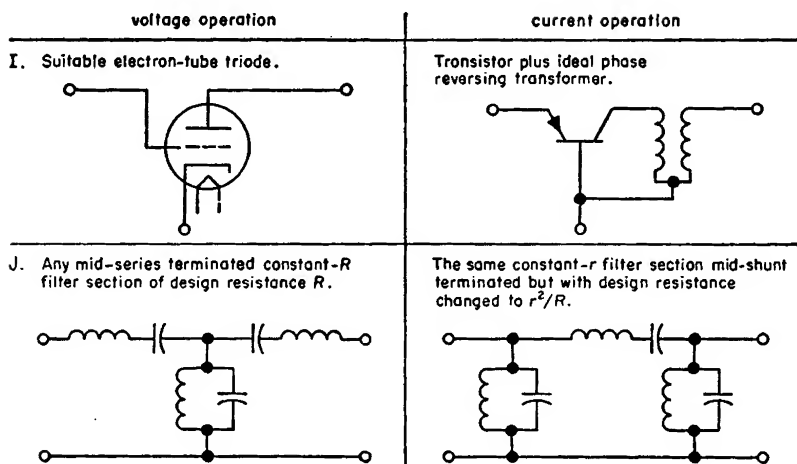 voltage operation
current operation
I. Suitable electron-tube triode.
Transistor plus ideal phase
reversing transformer.
J. Any mid-series terminated constant-R
filter section of design resistance R.
The same constant-r filter section mid-shunt
terminated but with design resistance
changed to r²/R.